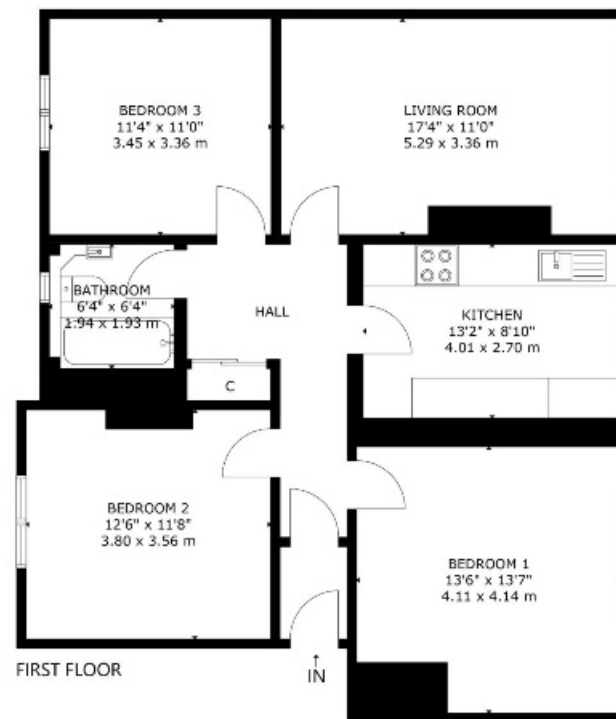 BEDROOM 3
11'4" x 11'0"
3.45 x 3.36 m
LIVING ROOM
17'4" x 11'0"
5.29 x 3.36 m
BATHROOM
6'4" x 6'4"
1.94 x 1.93 m
HALL
KITCHEN
13'2" x 8'10"
4.01 x 2.70 m
C
BEDROOM 2
12'6" x 11'8"
3.80 x 3.56 m
BEDROOM 1
13'6" x 13'7"
4.11 x 4.14 m
FIRST FLOOR
IN